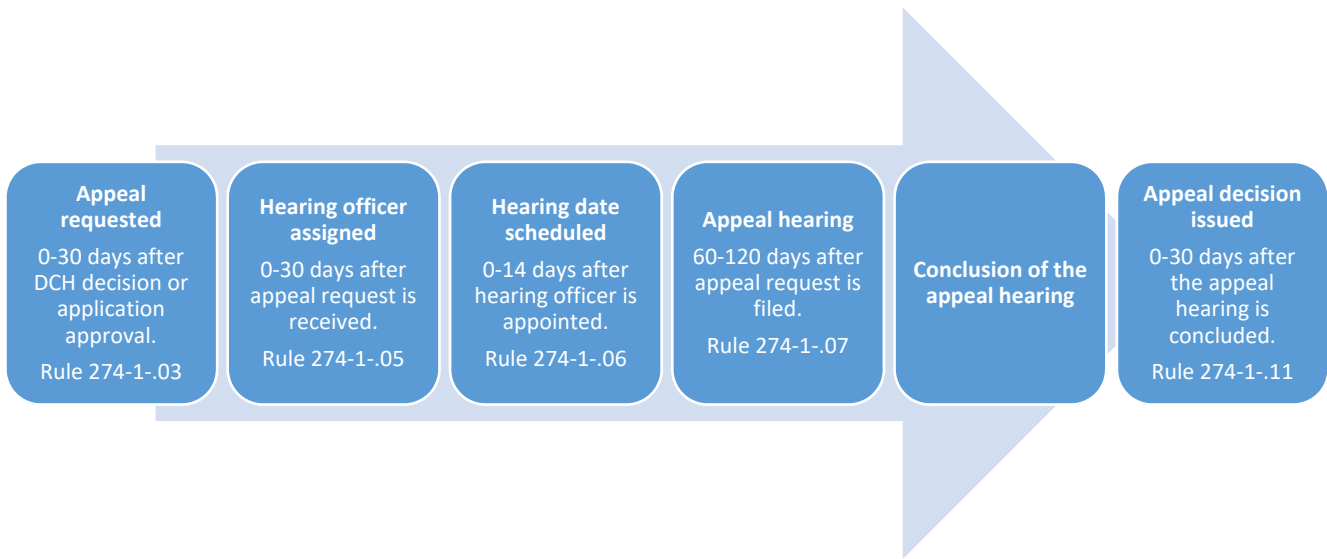 Appeal
requested
0-30 days after
DCH decision or
application
approval.
Rule 274-1-.03
Hearing officer
assigned
0-30 days after
appeal request is
received.
Rule 274-1-.05
Hearing date
scheduled
0-14 days after
hearing officer is
appointed.
Rule 274-1-.06
Appeal hearing
60-120 days after
appeal request is
filed.
Rule 274-1-.07
Conclusion of the
appeal hearing
Appeal decision
issued
0-30 days after
the appeal
hearing is
concluded.
Rule 274-1-.11